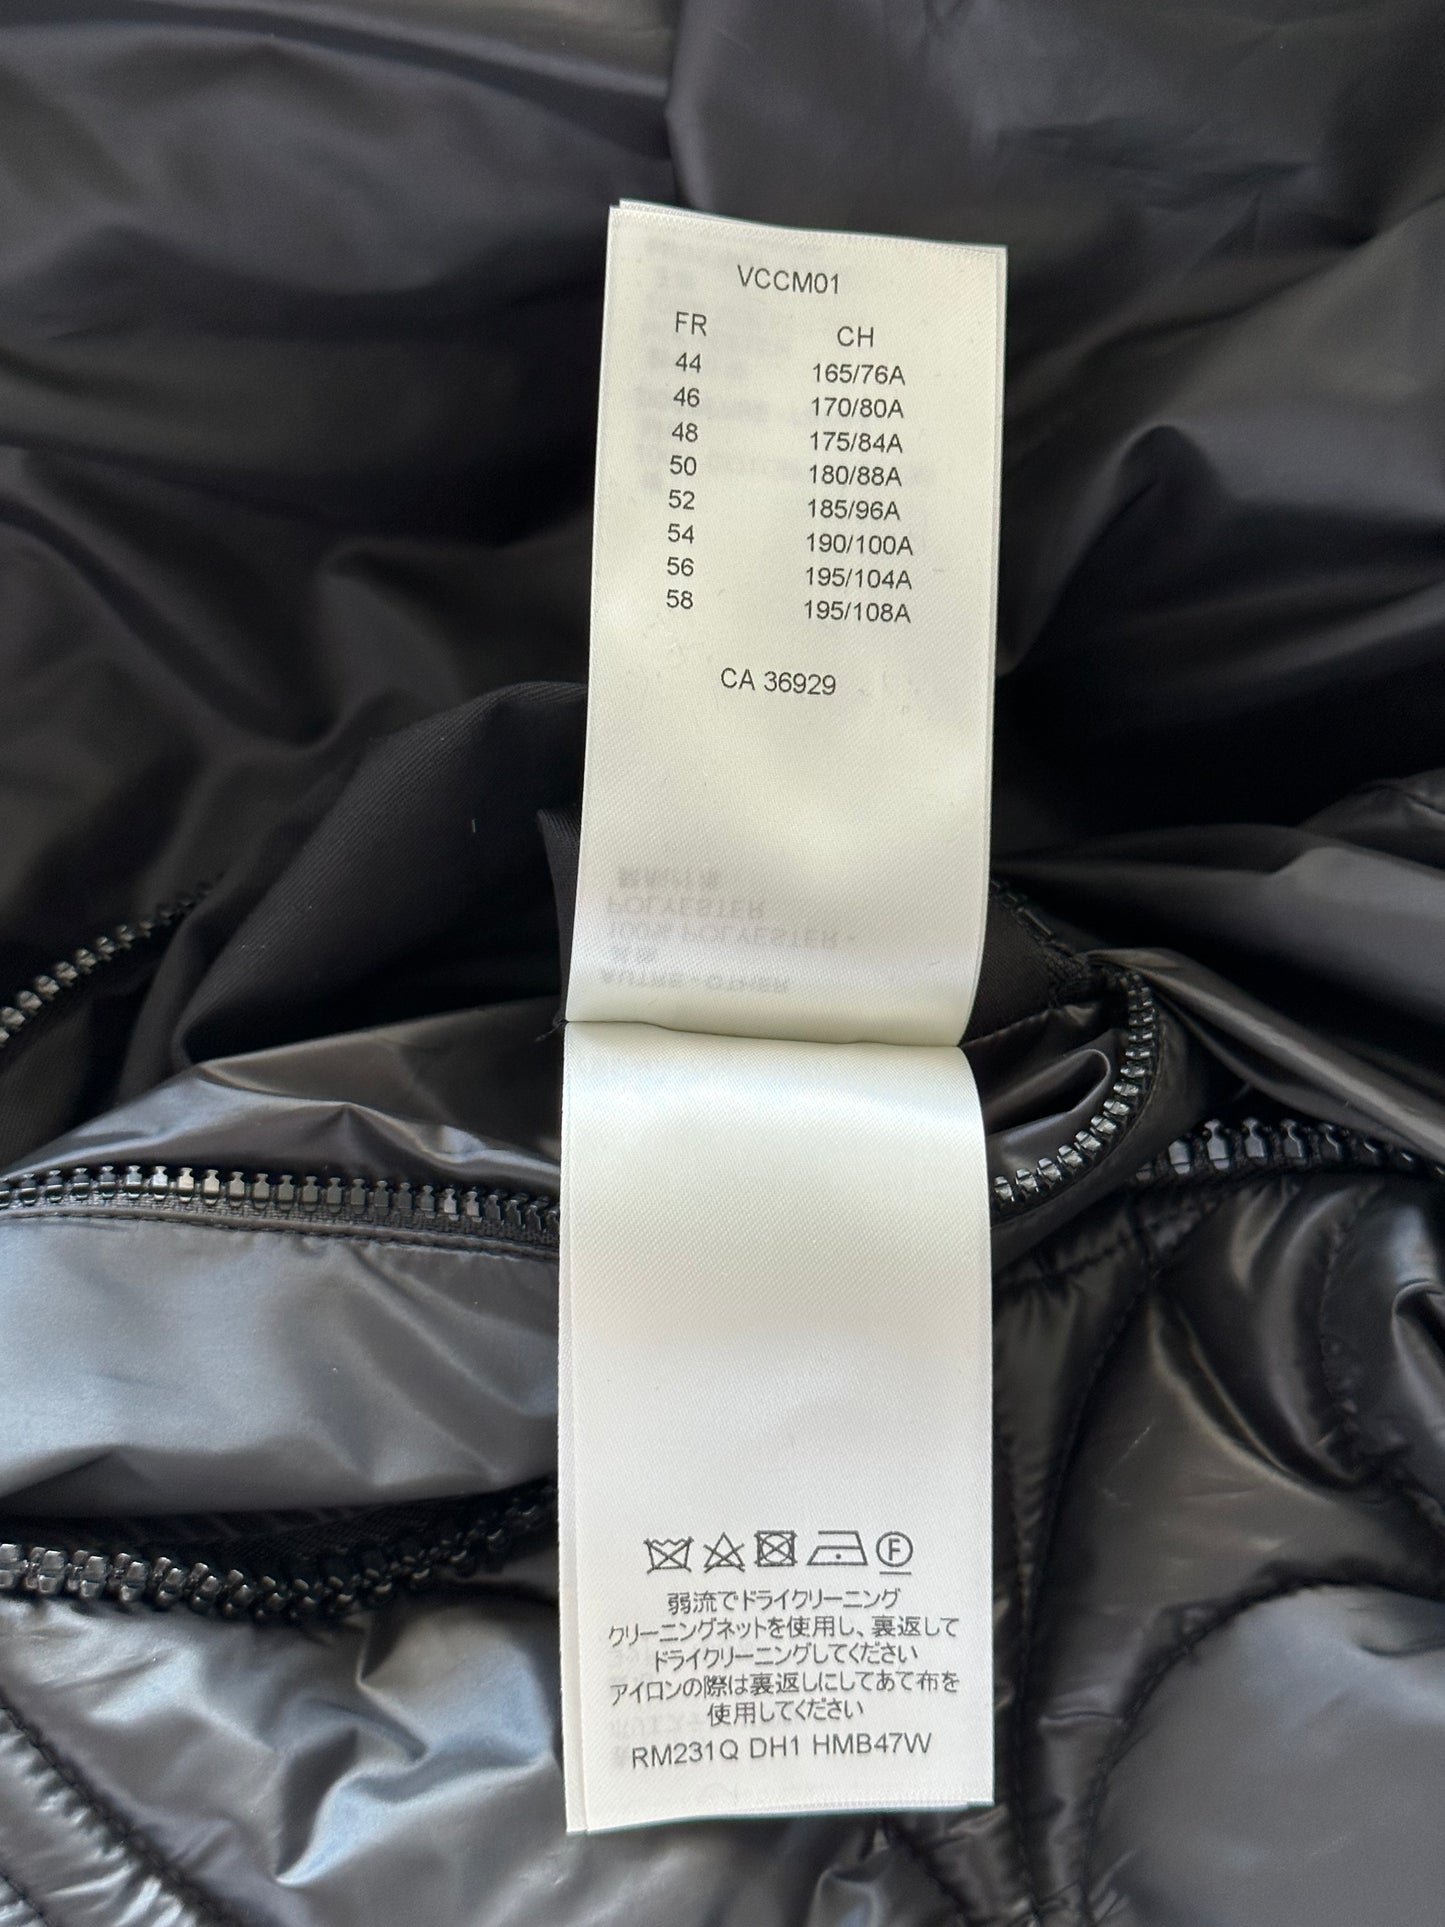 VCCM01
FR CH
44 165/76A
46 170/80A
48 175/84A
50 180/88A
52 185/96A
54 190/100A
56 195/104A
58 195/108A
CA 36929
POLYESTER
100% POLYESTER -
AUTRE - OTHER
F
弱流でドライクリーニング
クリーニングネットを使用し、裏返して
ドライクリーニングしてください
アイロンの際は裏返しにしてあて布を
使用してください
RM231Q DH1 HMB47W